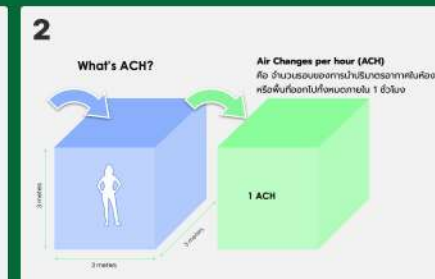 2
What's ACH?
Air Changes per hour (ACH)
คือ จำนวนรอบของการนำปริมาตรอากาศในห้อง
หรือพื้นที่ออกไปทั้งหมดภายใน 1 ชั่วโมง
3 metres
1 ACH
3 metres
3 metres